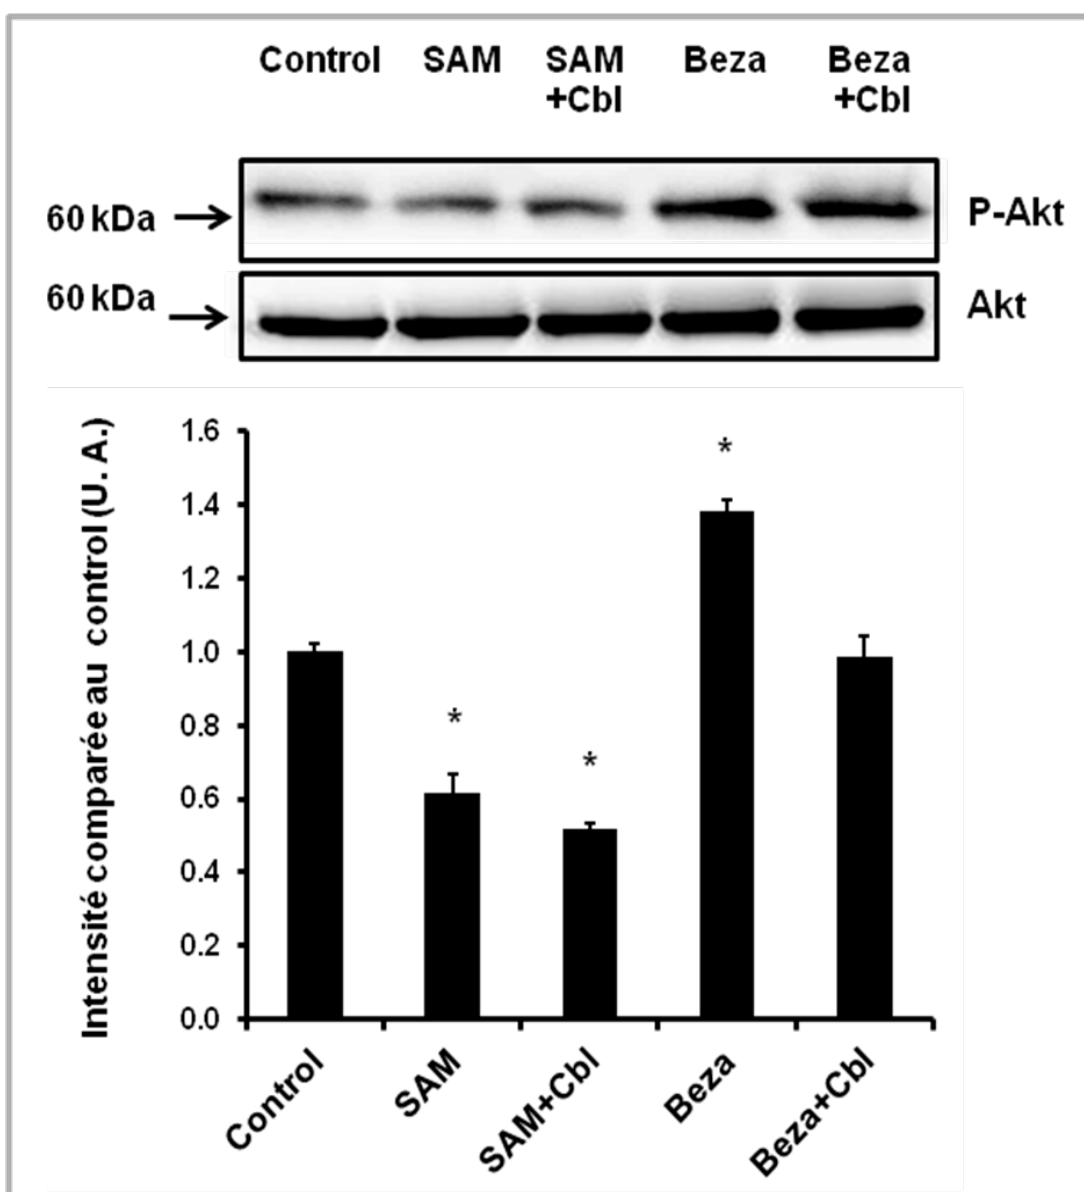 Control SAM SAM Beza Beza
+Cbl +Cbl
60 kDa P-Akt
60 kDa Akt
Intensité comparée au control (U. A.)
1.6
*
1.4
1.2
1.0
0.8
*
*
0.6
0.4
0.2
0.0
Control SAM SAM+Cbl Beza Beza+Cbl